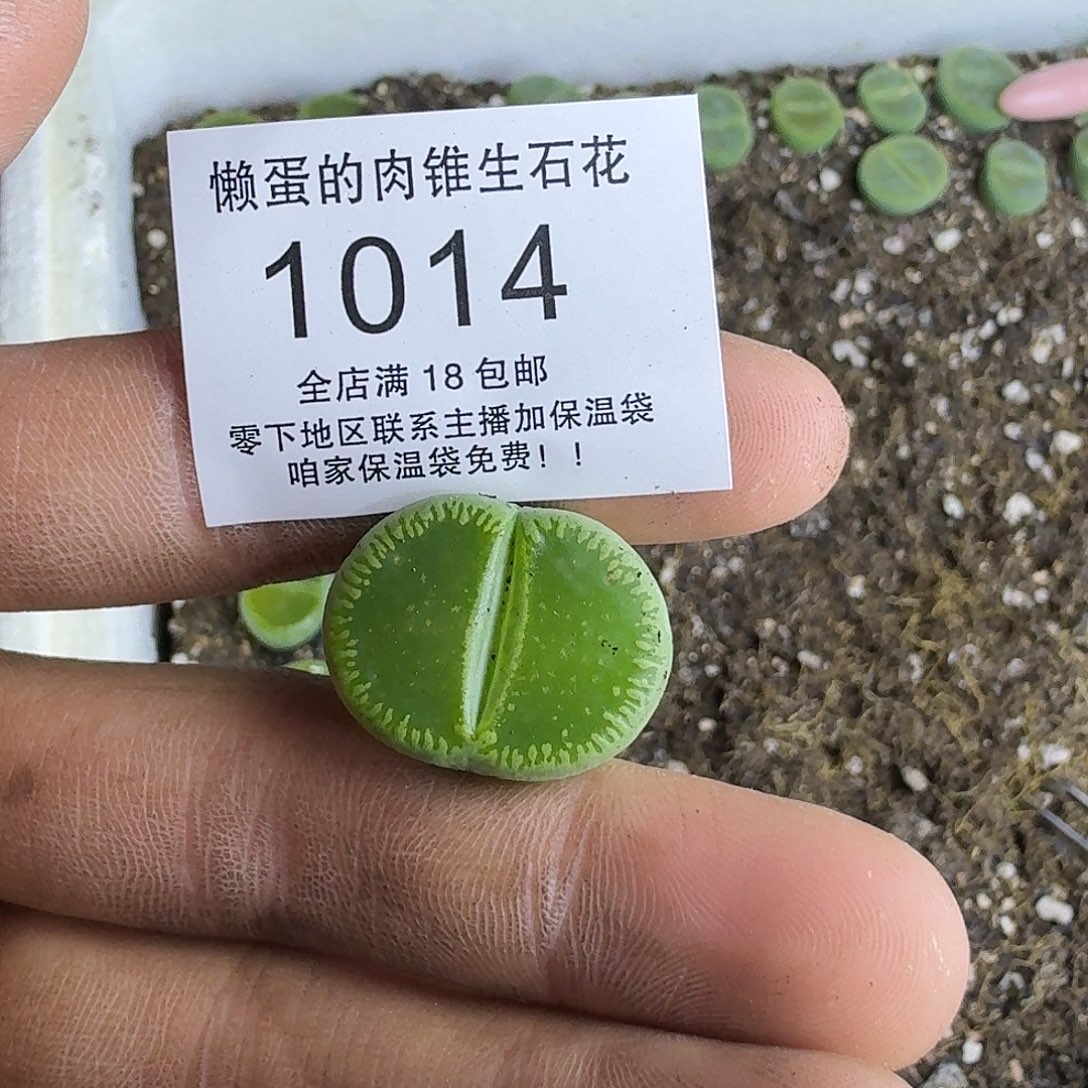 懒蛋的肉锥生石花
1014
全店满 18 包邮
零下地区联系主播加保温袋
咱家保温袋免费！！